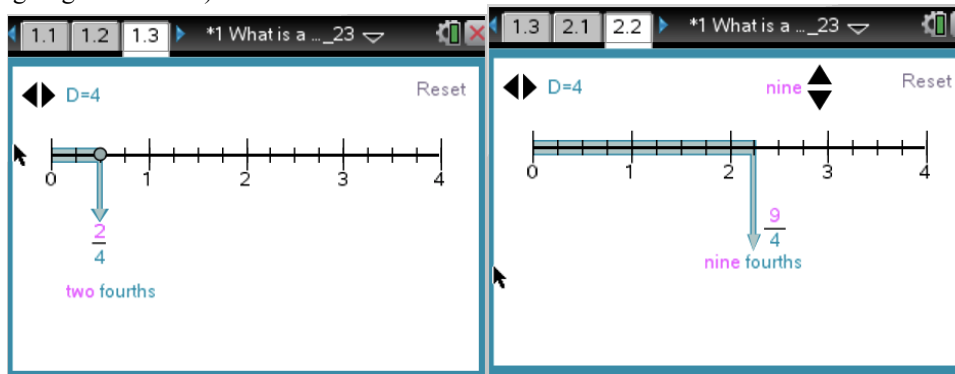 1.1 1.2 1.3 *1 What is a ..._23
D=4 Reset
0 1 2 3 4
2
4
two fourths
1.3 2.1 2.2 *1 What is a ..._23
D=4 nine Reset
0 1 2 3 4
9
4
nine fourths